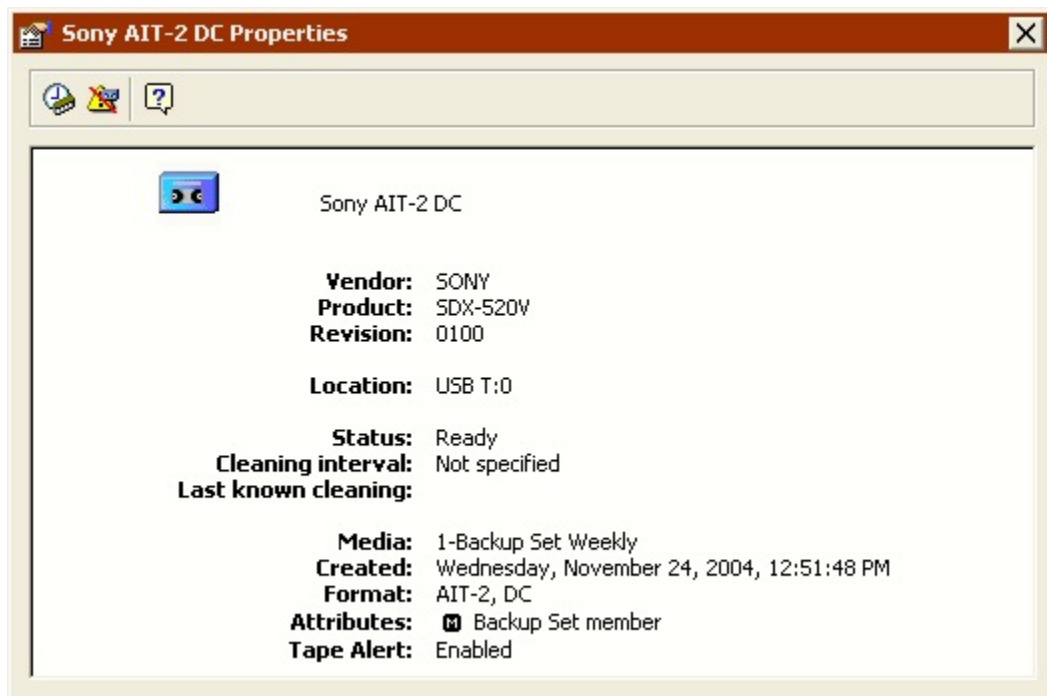 Sony AIT-2 DC Properties
Sony AIT-2 DC
Vendor: SONY
Product: SDX-520V
Revision: 0100
Location: USB T:0
Status: Ready
Cleaning interval: Not specified
Last known cleaning:
Media: 1-Backup Set Weekly
Created: Wednesday, November 24, 2004, 12:51:48 PM
Format: AIT-2, DC
Attributes: M Backup Set member
Tape Alert: Enabled